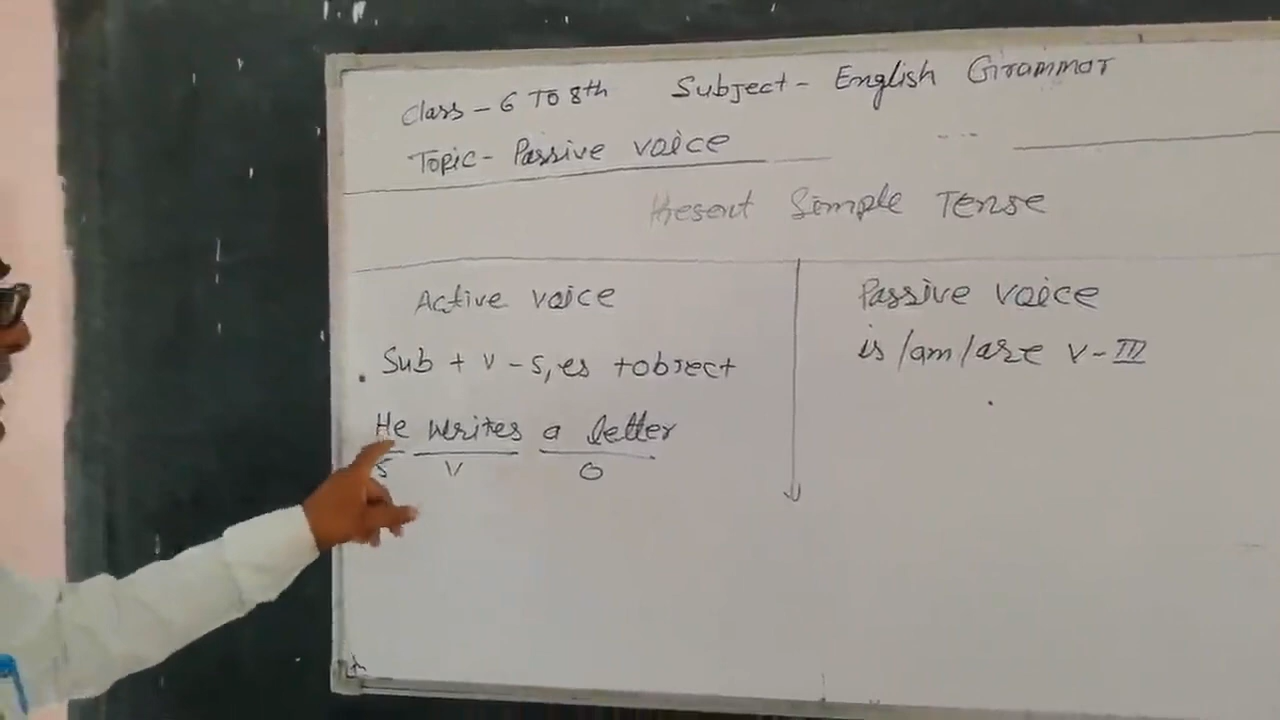 Class - 6 To 8th Subject - English Grammar
Topic - Passive voice
Present Simple Tense
Active voice
Passive voice
Sub + v - s, es + object
is/am/are v-III
He writes a letter
S V O